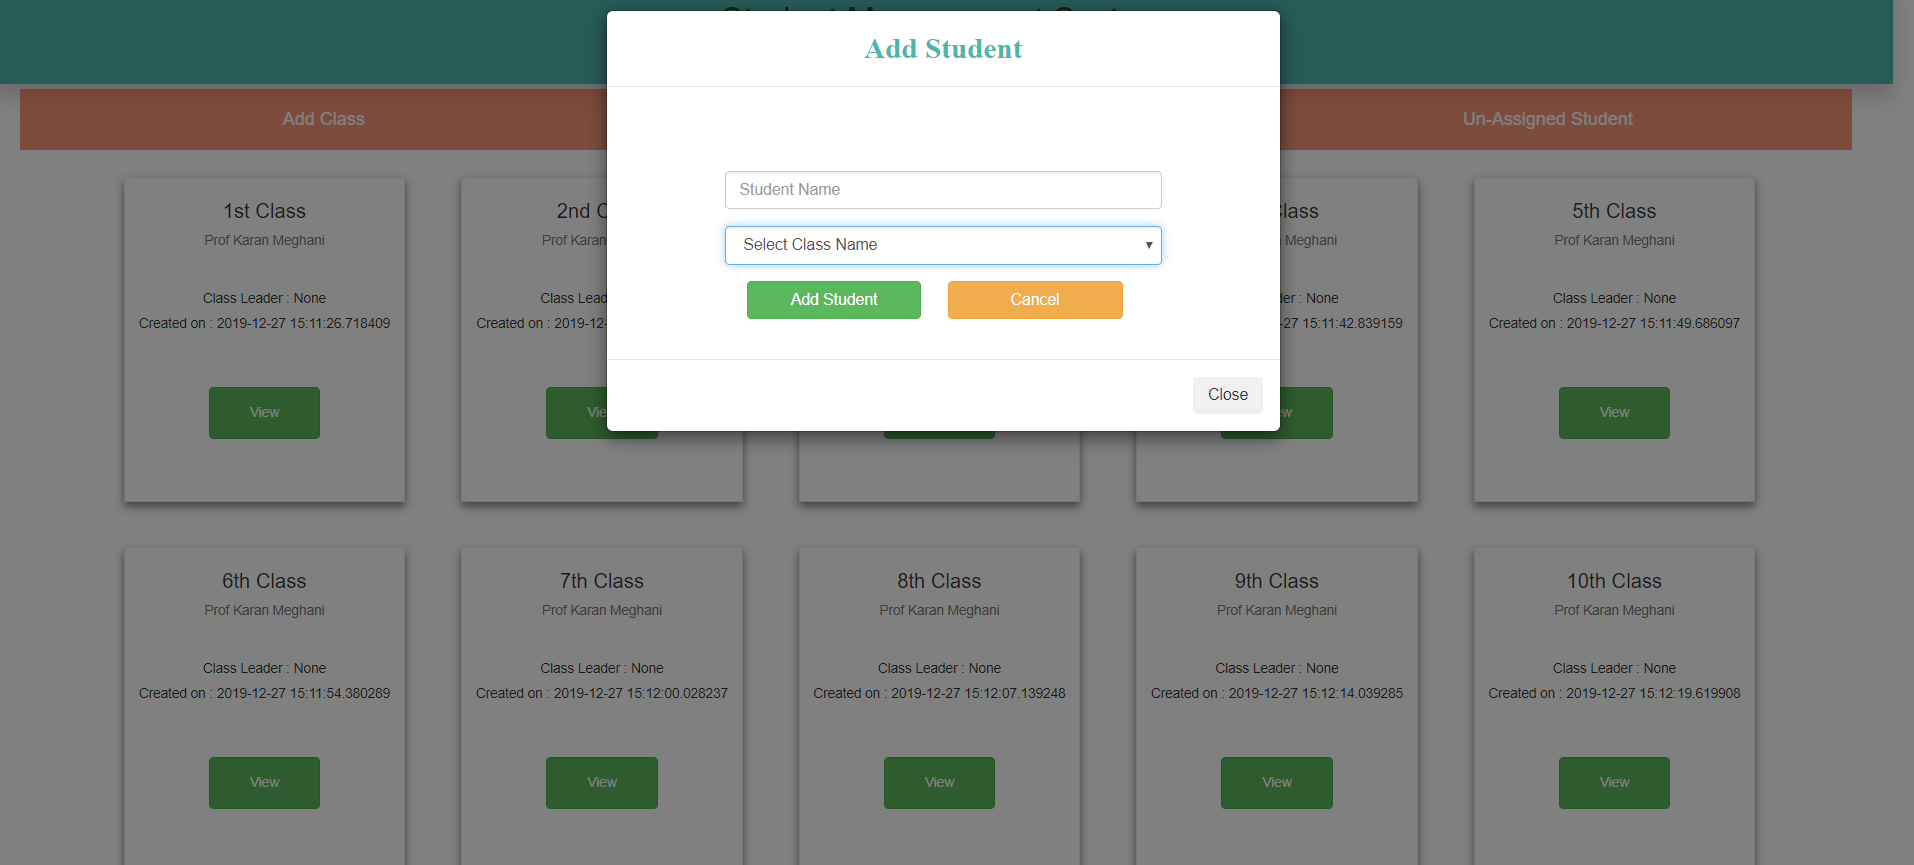 Add Student
Add Class
Un-Assigned Student
Student Name
Select Class Name
Add Student
Cancel
Close
1st Class
Prof Karan Meghani
Class Leader : None
Created on : 2019-12-27 15:11:26.718409
View
2nd
Prof Karan
Class
Created on : 2019-12-
5th Class
Prof Karan Meghani
Class Leader : None
Created on : 2019-12-27 15:11:49.686097
View
Meghani
: None
-27 15:11:42.839159
6th Class
Prof Karan Meghani
Class Leader : None
Created on : 2019-12-27 15:11:54.380289
View
7th Class
Prof Karan Meghani
Class Leader : None
Created on : 2019-12-27 15:12:00.028237
View
8th Class
Prof Karan Meghani
Class Leader : None
Created on : 2019-12-27 15:12:07.139248
View
9th Class
Prof Karan Meghani
Class Leader : None
Created on : 2019-12-27 15:12:14.039285
View
10th Class
Prof Karan Meghani
Class Leader : None
Created on : 2019-12-27 15:12:19.619908
View